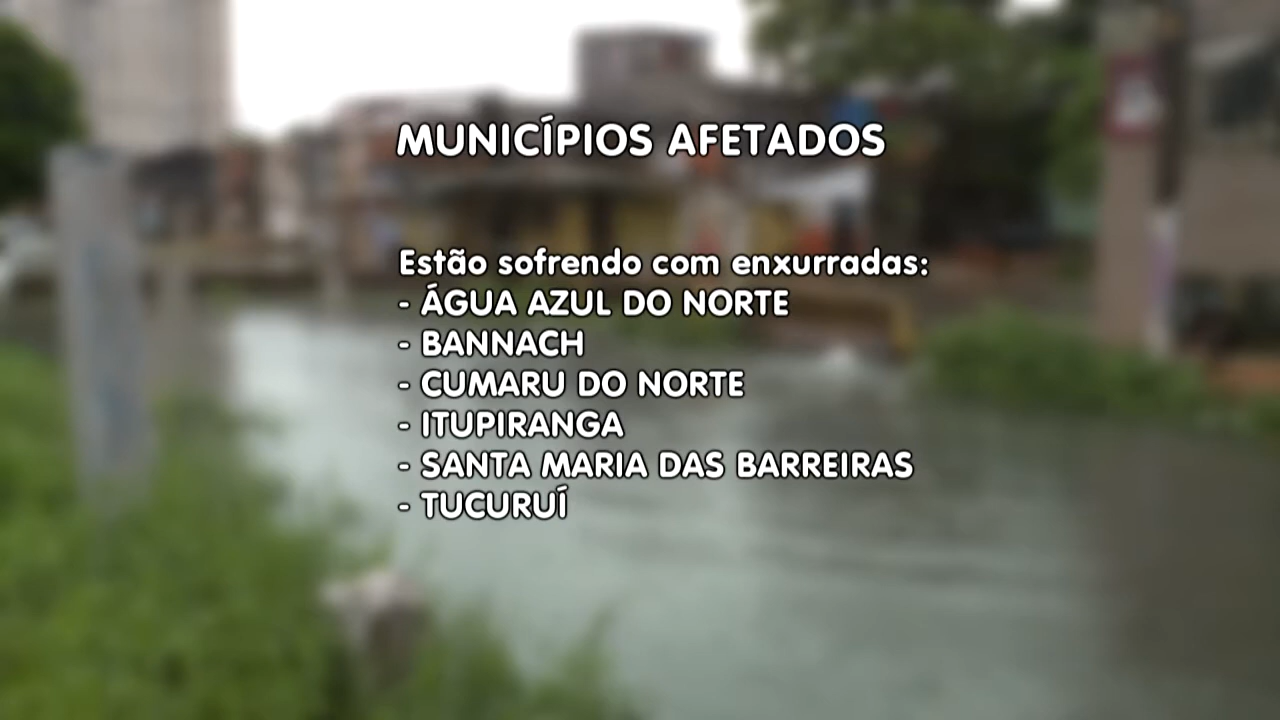 MUNICÍPIOS AFETADOS
Estão sofrendo com enxurradas:
- ÁGUA AZUL DO NORTE
- BANNACH
- CUMARU DO NORTE
- ITUPIRANGA
- SANTA MARIA DAS BARREIRAS
- TUCURUÍ